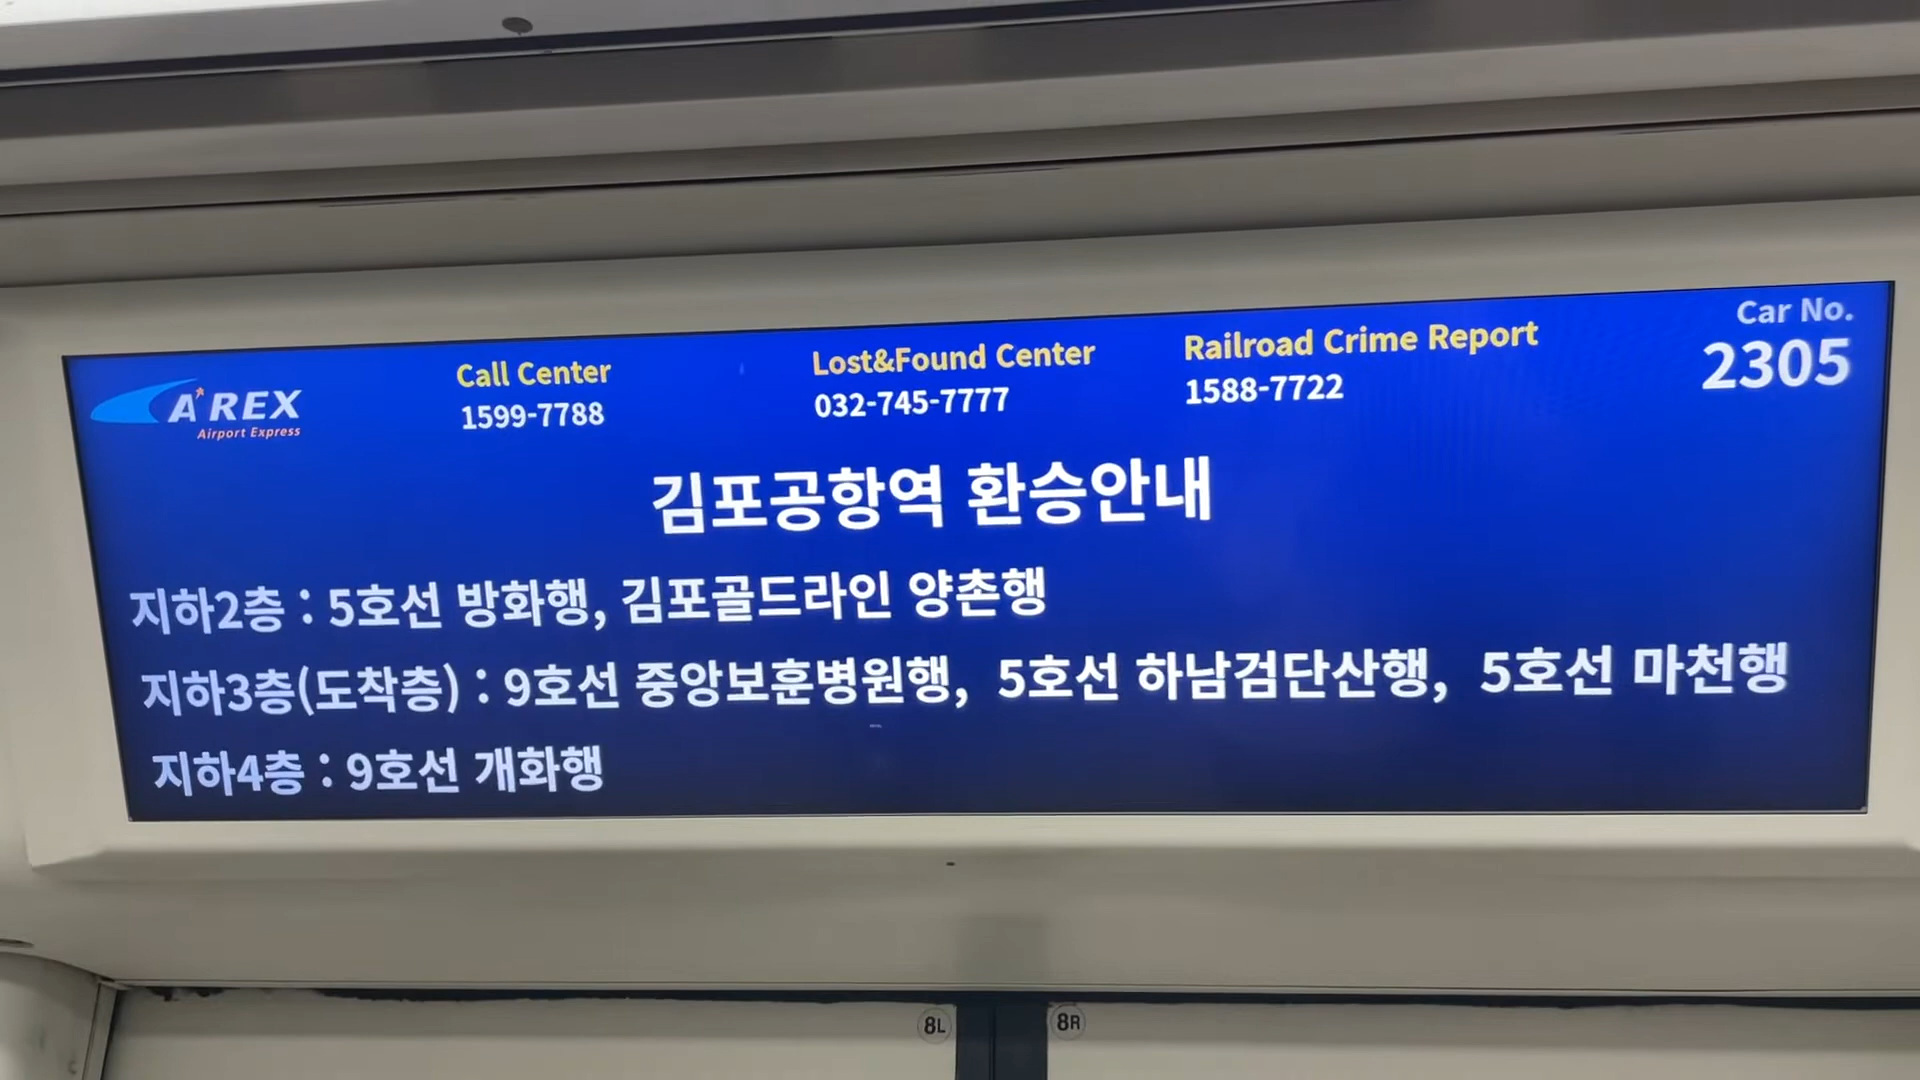 A'REX
Airport Express
Call Center
1599-7788
Lost&Found Center
032-745-7777
Railroad Crime Report
1588-7722
Car No.
2305
김포공항역 환승안내
지하2층 : 5호선 방화행, 김포골드라인 양촌행
지하3층(도착층) : 9호선 중앙보훈병원행, 5호선 하남검단산행, 5호선 마천행
지하4층 : 9호선 개화행
8L
8R